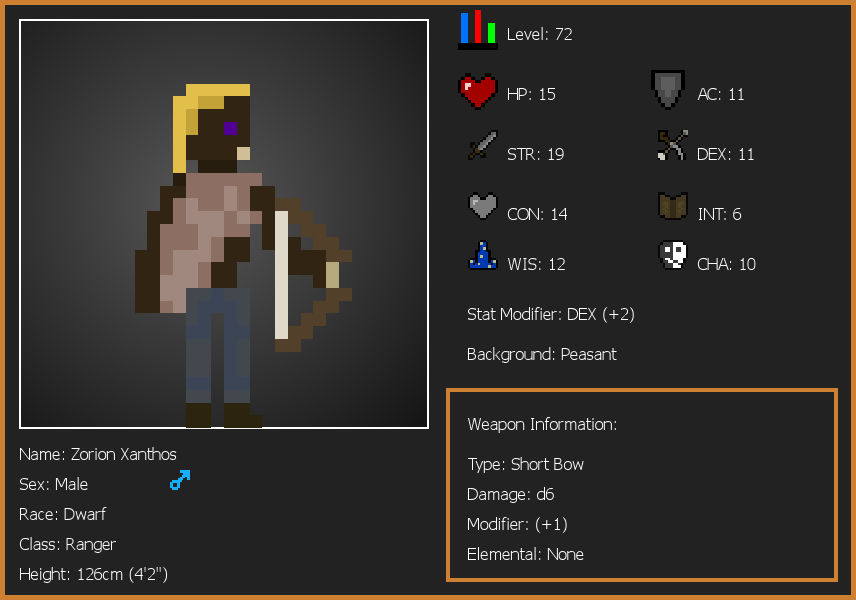 Level: 72
HP: 15
AC: 11
STR: 19
DEX: 11
CON: 14
INT: 6
WIS: 12
CHA: 10
Stat Modifier: DEX (+2)
Background: Peasant
Name: Zorion Xanthos
Sex: Male
Race: Dwarf
Class: Ranger
Height: 126cm (4'2")
Weapon Information:
Type: Short Bow
Damage: d6
Modifier: (+1)
Elemental: None